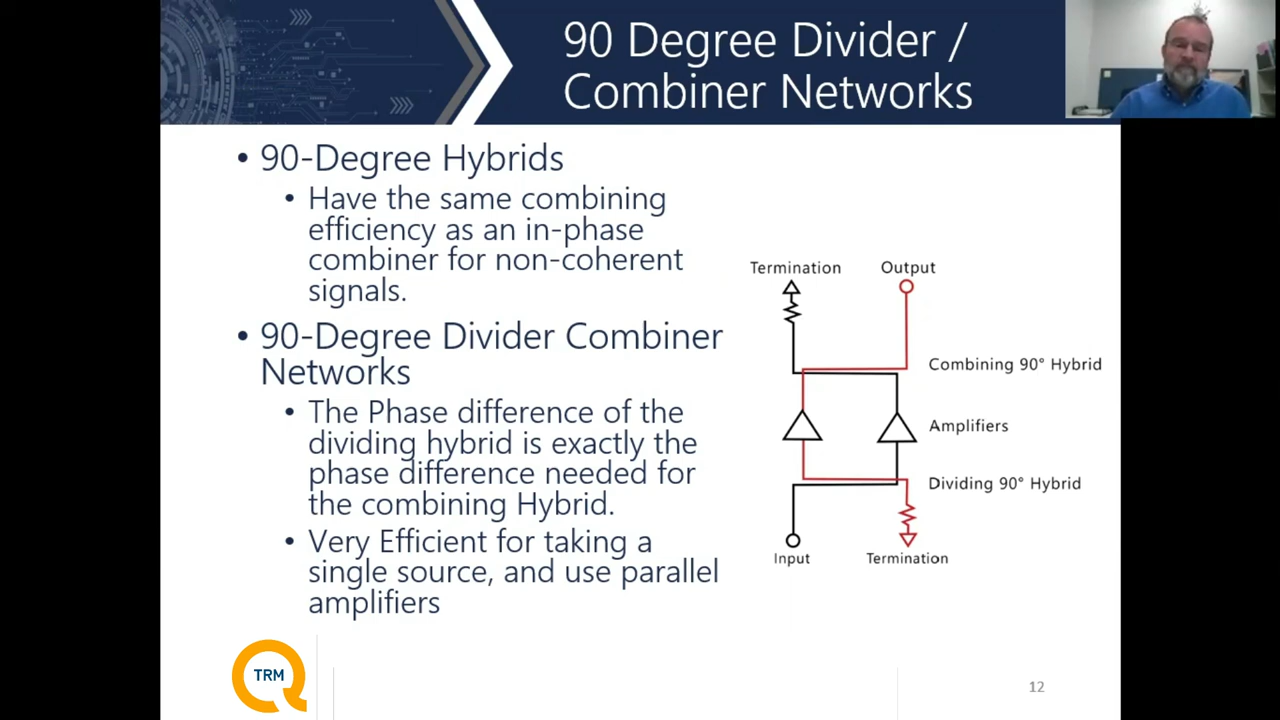 90 Degree Divider /
Combiner Networks
• 90-Degree Hybrids
• Have the same combining
efficiency as an in-phase
combiner for non-coherent
signals.
• 90-Degree Divider Combiner
Networks
• The Phase difference of the
dividing hybrid is exactly the
phase difference needed for
the combining Hybrid.
• Very Efficient for taking a
single source, and use parallel
amplifiers
Termination
Output
Combining 90° Hybrid
Amplifiers
Dividing 90° Hybrid
Input
Termination
TRM
12